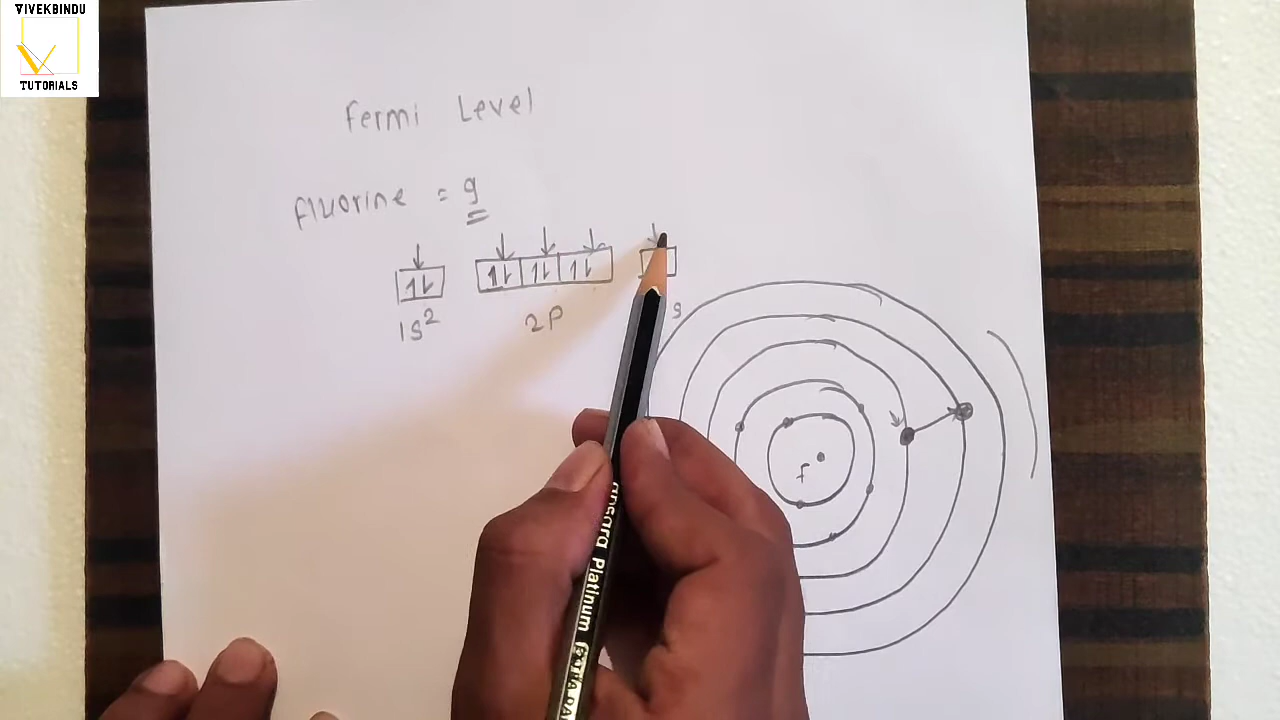 VIVEKBINDU
TUTORIALS
Fermi Level
fluorine = 9
1s²
2P
s
F
apsara Platinum